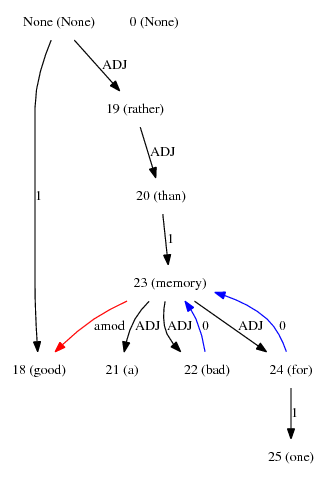 None (None) 0 (None)
ADJ
19 (rather)
ADJ
20 (than)
1 1
23 (memory)
amod ADJ ADJ 0 ADJ 0
18 (good) 21 (a) 22 (bad) 24 (for)
1
25 (one)